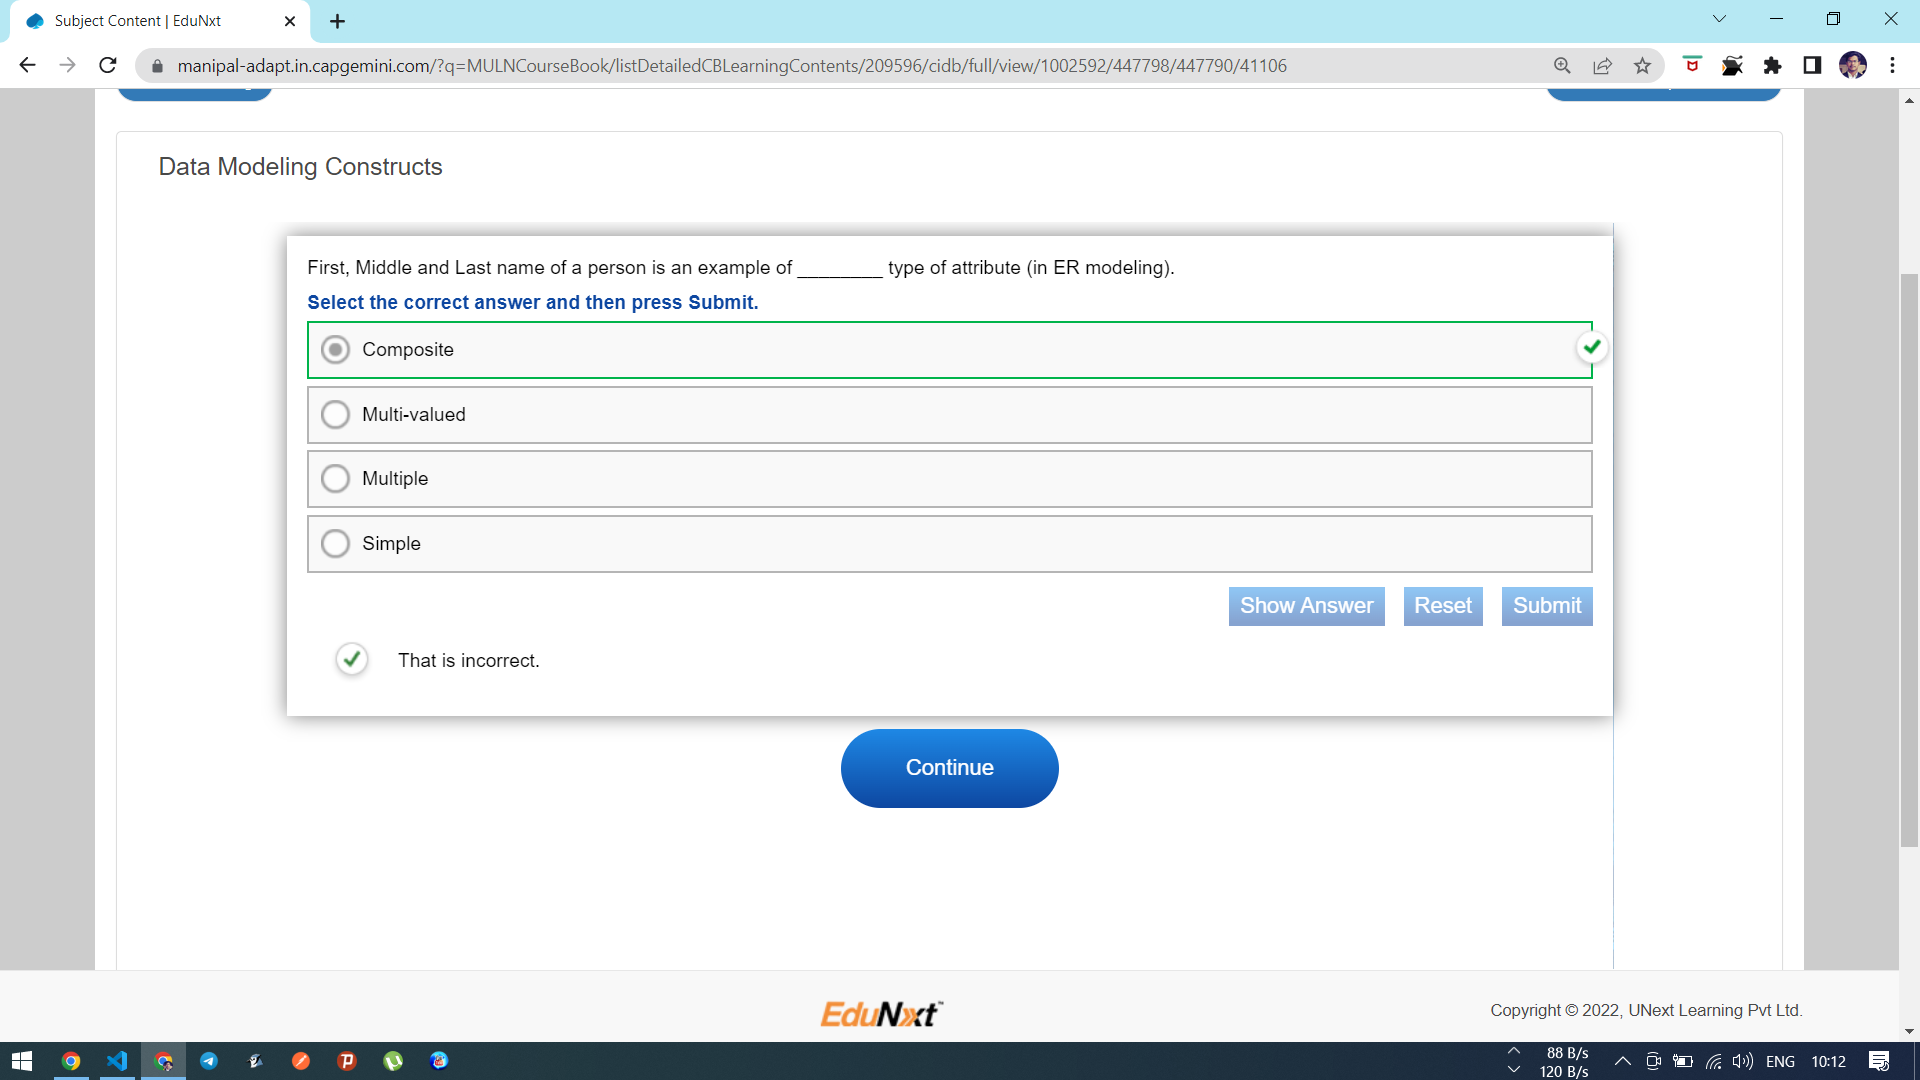 Subject Content | EduNxt
manipal-adapt.in.capgemini.com/?q=MULNCourseBook/listDetailedCBLearningContents/209596/cidb/full/view/1002592/447798/447790/41106
Data Modeling Constructs
First, Middle and Last name of a person is an example of ________ type of attribute (in ER modeling).
Select the correct answer and then press Submit.
Composite
Multi-valued
Multiple
Simple
Show Answer Reset Submit
That is incorrect.
Continue
EduNxt
Copyright © 2022, UNext Learning Pvt Ltd.
88 B/s
120 B/s
ENG 10:12